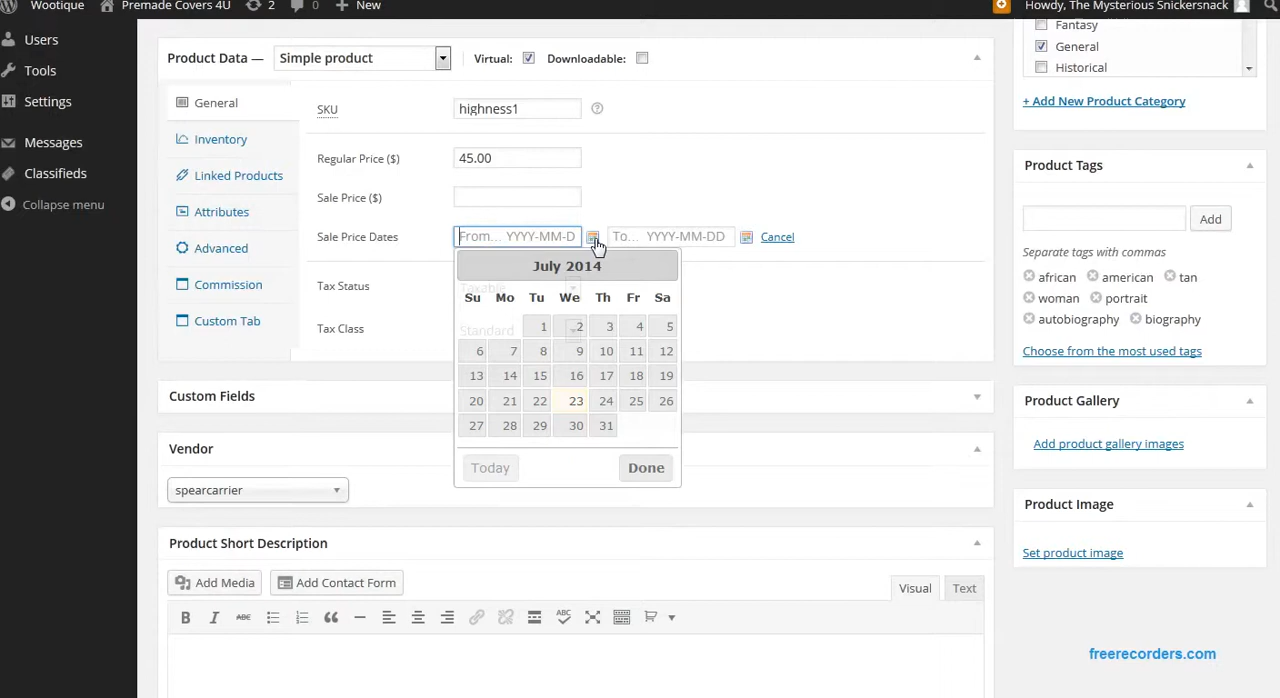 Wootique Premade Covers 4U 2 0 New Howdy, The Mysterious Snickersnack
Users
Tools
Settings
Messages
Classifieds
Collapse menu
Product Data — Simple product Virtual: Downloadable:
General
Inventory
Linked Products
Attributes
Advanced
Commission
Custom Tab
SKU highness1
Regular Price ($) 45.00
Sale Price ($)
Sale Price Dates From… YYYY-MM-D To… YYYY-MM-DD Cancel
Tax Status Taxable
Tax Class Standard
July 2014
Su Mo Tu We Th Fr Sa
1 2 3 4 5
6 7 8 9 10 11 12
13 14 15 16 17 18 19
20 21 22 23 24 25 26
27 28 29 30 31
Today Done
Custom Fields
Vendor
spearcarrier
Product Short Description
Add Media Add Contact Form
Visual Text
B I ABC ABC
Fantasy
General
Historical
+ Add New Product Category
Product Tags
Add
Separate tags with commas
african american tan
woman portrait
autobiography biography
Choose from the most used tags
Product Gallery
Add product gallery images
Product Image
Set product image
freerecorders.com